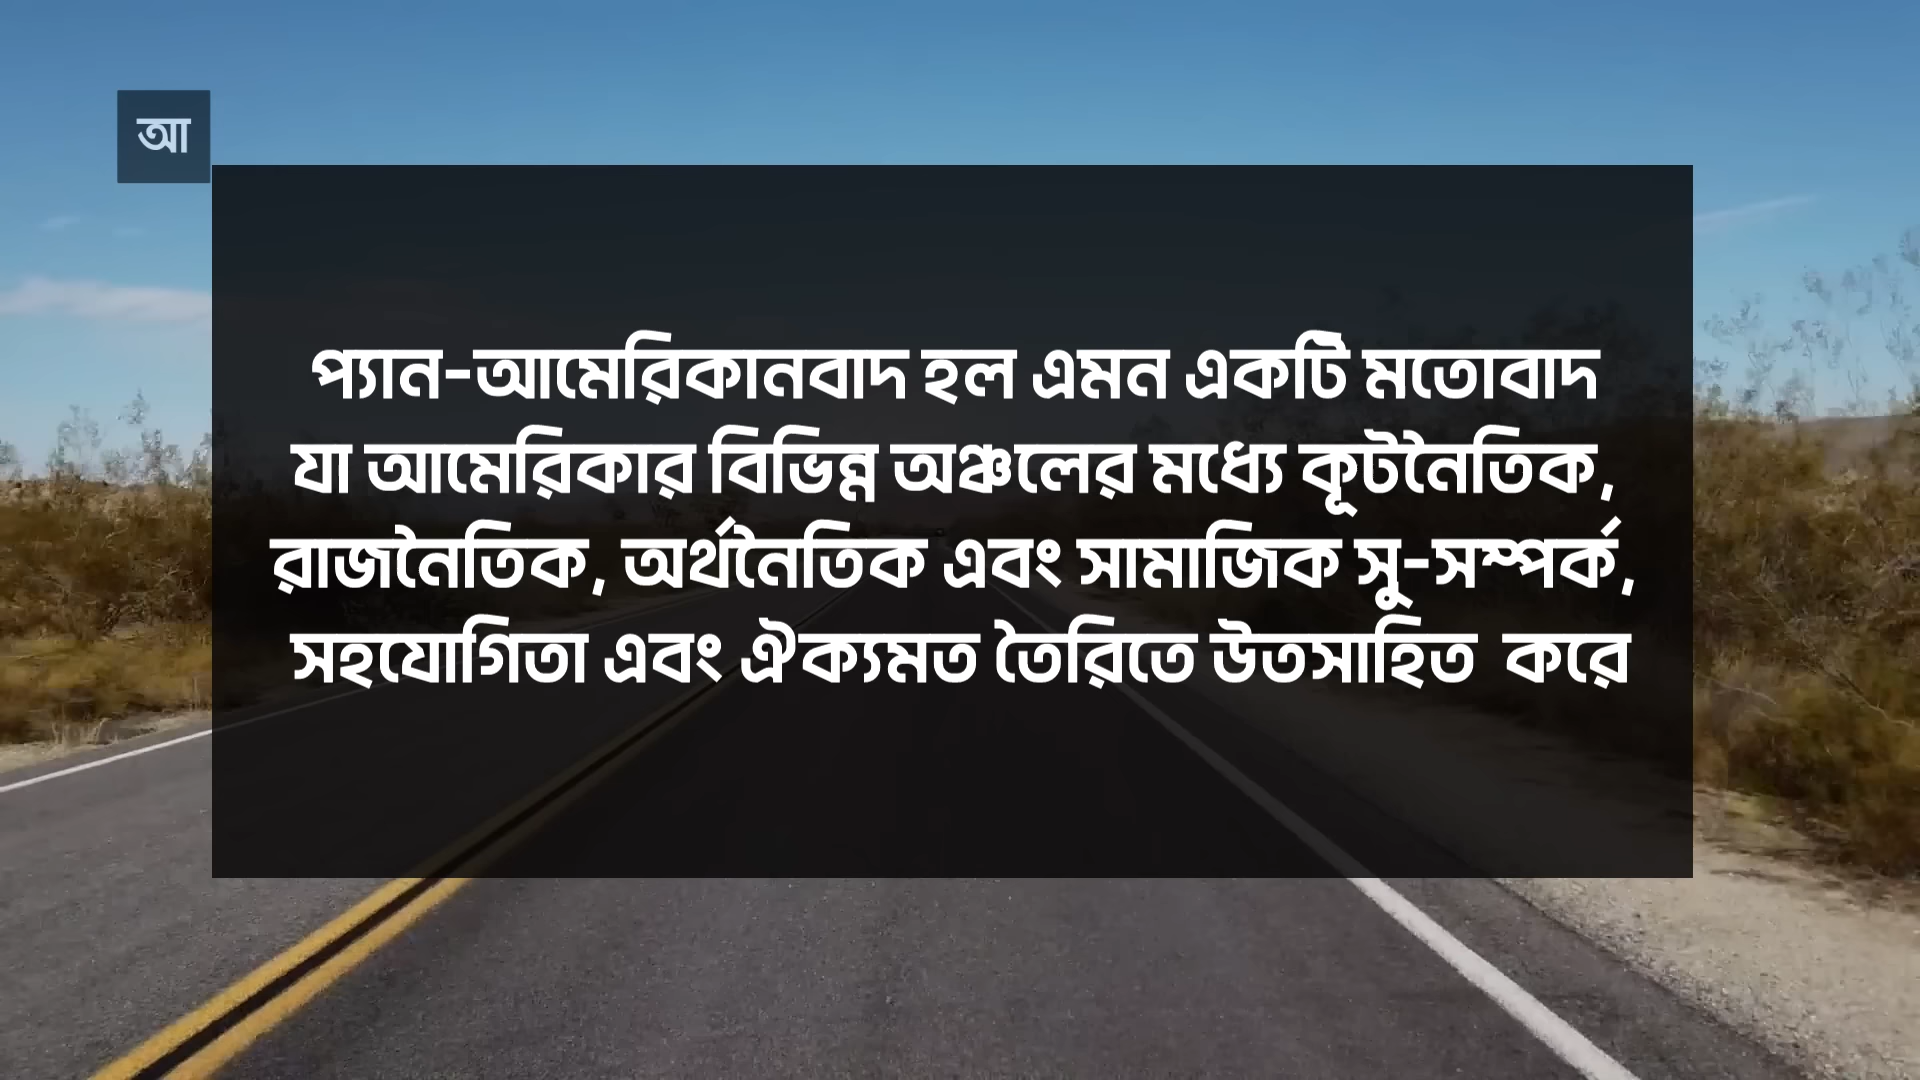 আ
প্যান-আমেরিকানবাদ হল এমন একটি মতোবাদ
যা আমেরিকার বিভিন্ন অঞ্চলের মধ্যে কূটনৈতিক,
রাজনৈতিক, অর্থনৈতিক এবং সামাজিক সু-সম্পর্ক,
সহযোগিতা এবং ঐক্যমত তৈরিতে উতসাহিত করে